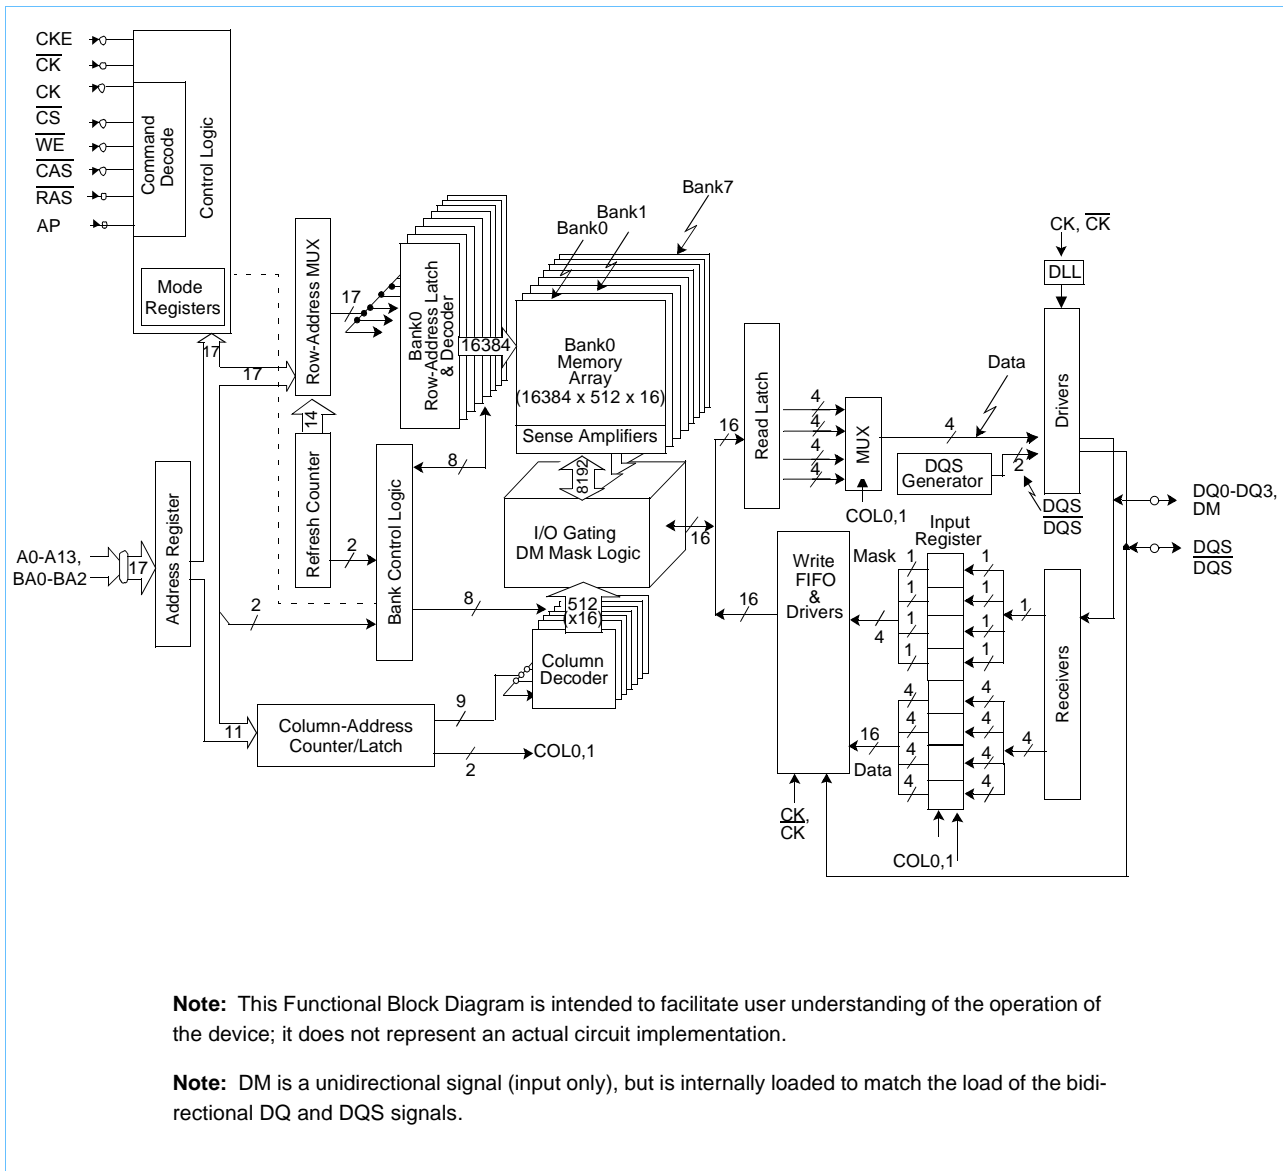 CKE
CK
CK
CS
WE
CAS
RAS
AP
Command
Decode
Control Logic
Mode
Registers
17
17
Row-Address MUX
17
14
Refresh Counter
Bank0
Row-Address Latch
& Decoder
16384
Bank0
Bank1
Bank7
Bank0
Memory
Array
(16384 x 512 x 16)
Sense Amplifiers
8192
I/O Gating
DM Mask Logic
16
8
2
Bank Control Logic
8
2
A0-A13,
BA0-BA2
17
Address Register
512
(x16)
Column
Decoder
9
11
Column-Address
Counter/Latch
2
COL0,1
16
Read Latch
4
4
4
4
MUX
COL0,1
4
Data
DQS
Generator
2
DQS
DQS
CK, CK
DLL
Drivers
DQ0-DQ3,
DM
DQS
DQS
Input
Register
Write
FIFO
&
Drivers
16
Mask
1
1
1
1
4
1
1
1
1
1
Receivers
16
Data
4
4
4
4
4
4
4
4
4
CK,
CK
COL0,1
Note: This Functional Block Diagram is intended to facilitate user understanding of the operation of
the device; it does not represent an actual circuit implementation.
Note: DM is a unidirectional signal (input only), but is internally loaded to match the load of the bidi-
rectional DQ and DQS signals.